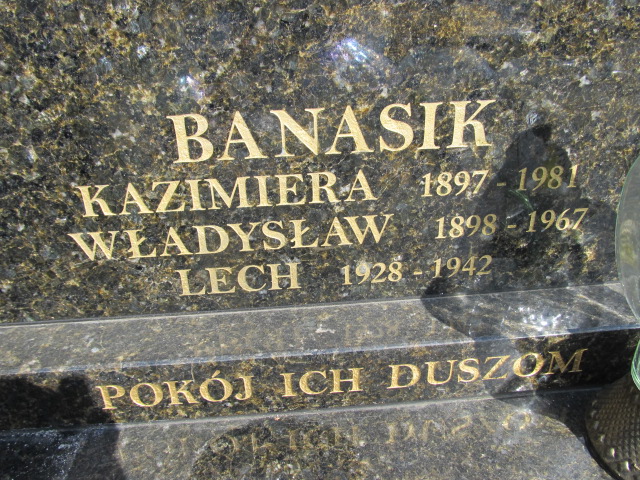 BANASIK
KAZIMIERA 1897 - 1981
WŁADYSŁAW 1898 - 1967
LECH 1928 - 1942
POKÓJ ICH DUSZOM